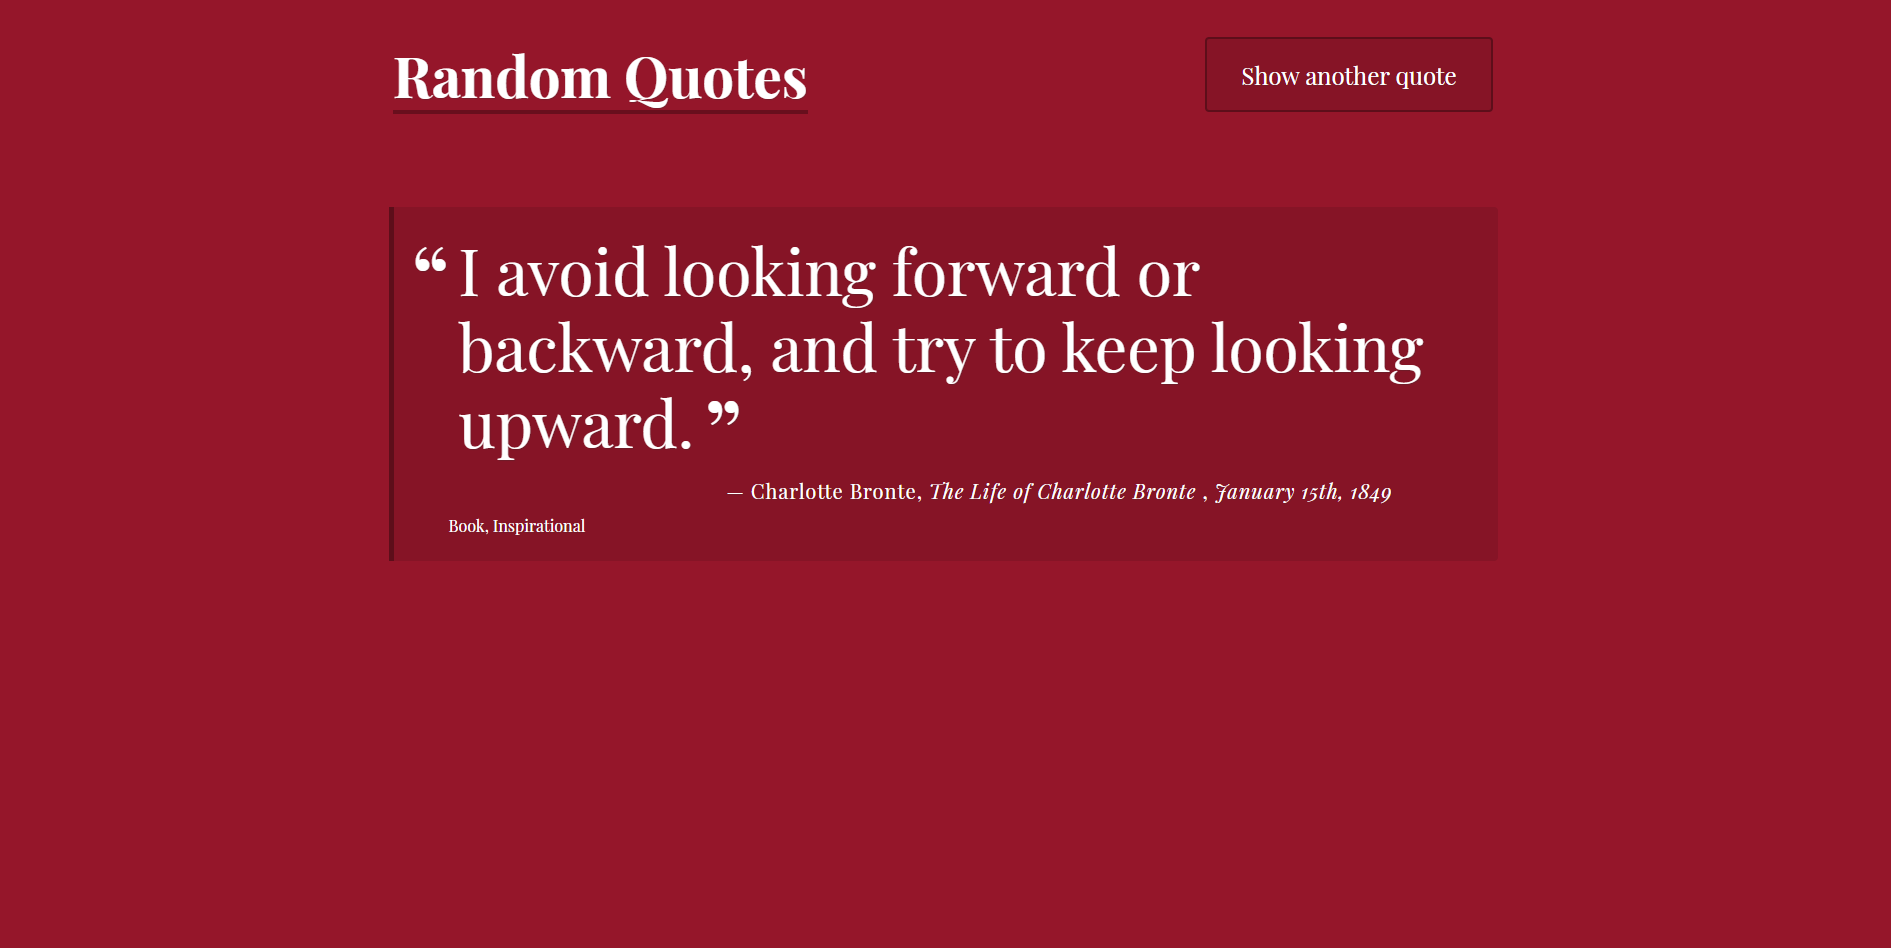 Random Quotes
Show another quote
“ I avoid looking forward or
backward, and try to keep looking
upward. ”
— Charlotte Bronte, The Life of Charlotte Bronte , January 15th, 1849
Book, Inspirational